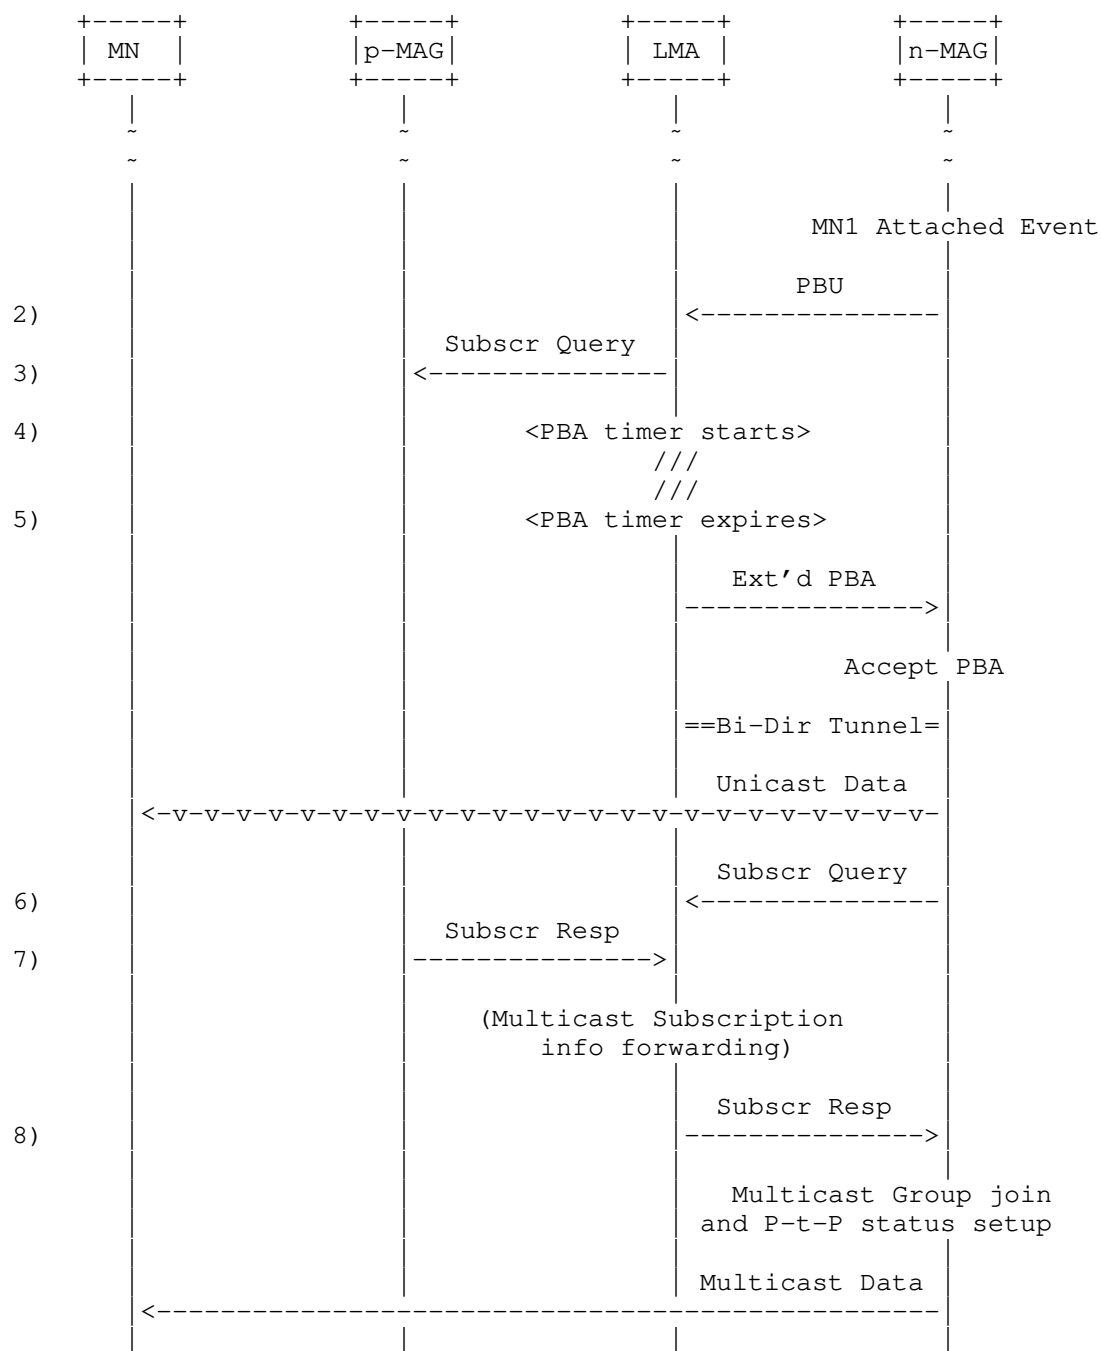 +-----+ +-----+ +-----+ +-----+
| MN | |p-MAG| | LMA | |n-MAG|
+-----+ +-----+ +-----+ +-----+
| | | |
~ ~ ~ ~
~ ~ ~ ~
| | | |
| | | MN1 Attached Event
| | | |
| | | PBU |
2) | | |<---------------|
| | Subscr Query | |
3) | |<---------------| |
| | | |
4) | | <PBA timer starts> |
| | /// |
| | /// |
5) | | <PBA timer expires> |
| | | |
| | | Ext'd PBA |
| | |--------------->|
| | | |
| | | Accept PBA
| | | |
| | |==Bi-Dir Tunnel=|
| | | |
| | | Unicast Data |
|<-v-v-v-v-v-v-v-v-v-v-v-v-v-v-v-v-v-v-v-v-v-v-v-v-|
| | | |
| | | Subscr Query |
6) | | |<---------------|
| | Subscr Resp | |
7) | |--------------->| |
| | | |
| | (Multicast Subscription |
| | info forwarding) |
| | | |
| | | Subscr Resp |
8) | | |--------------->|
| | | |
| | | Multicast Group join
| | | and P-t-P status setup
| | | |
| | | Multicast Data |
|<--------------------------------------------------|
| | | |